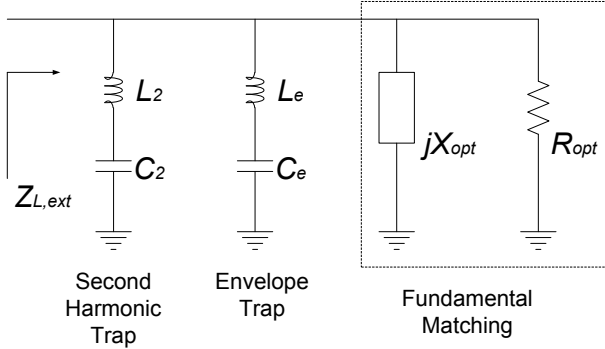 L2
Le
jXopt
Ropt
C2
Ce
ZL,ext
Second
Harmonic
Trap
Envelope
Trap
Fundamental
Matching